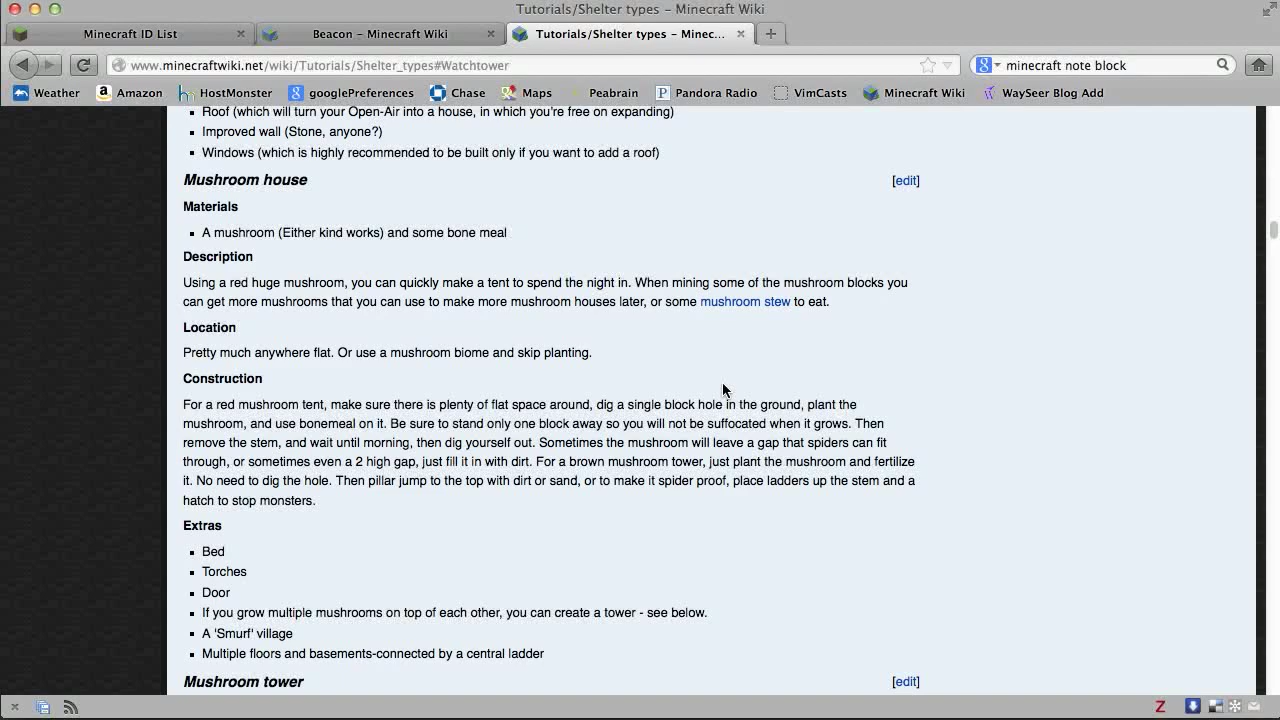 Tutorials/Shelter types - Minecraft Wiki
Minecraft ID List
Beacon – Minecraft Wiki
Tutorials/Shelter types – Minec...
www.minecraftwiki.net/wiki/Tutorials/Shelter_types#Watchtower
minecraft note block
Weather Amazon HostMonster googlePreferences Chase Maps Peabrain Pandora Radio VimCasts Minecraft Wiki WaySeer Blog Add
Roof (which will turn your Open-Air into a house, in which you're free on expanding)
Improved wall (Stone, anyone?)
Windows (which is highly recommended to be built only if you want to add a roof)
Mushroom house [edit]
Materials
A mushroom (Either kind works) and some bone meal
Description
Using a red huge mushroom, you can quickly make a tent to spend the night in. When mining some of the mushroom blocks you
can get more mushrooms that you can use to make more mushroom houses later, or some mushroom stew to eat.
Location
Pretty much anywhere flat. Or use a mushroom biome and skip planting.
Construction
For a red mushroom tent, make sure there is plenty of flat space around, dig a single block hole in the ground, plant the
mushroom, and use bonemeal on it. Be sure to stand only one block away so you will not be suffocated when it grows. Then
remove the stem, and wait until morning, then dig yourself out. Sometimes the mushroom will leave a gap that spiders can fit
through, or sometimes even a 2 high gap, just fill it in with dirt. For a brown mushroom tower, just plant the mushroom and fertilize
it. No need to dig the hole. Then pillar jump to the top with dirt or sand, or to make it spider proof, place ladders up the stem and a
hatch to stop monsters.
Extras
Bed
Torches
Door
If you grow multiple mushrooms on top of each other, you can create a tower - see below.
A 'Smurf' village
Multiple floors and basements-connected by a central ladder
Mushroom tower [edit]